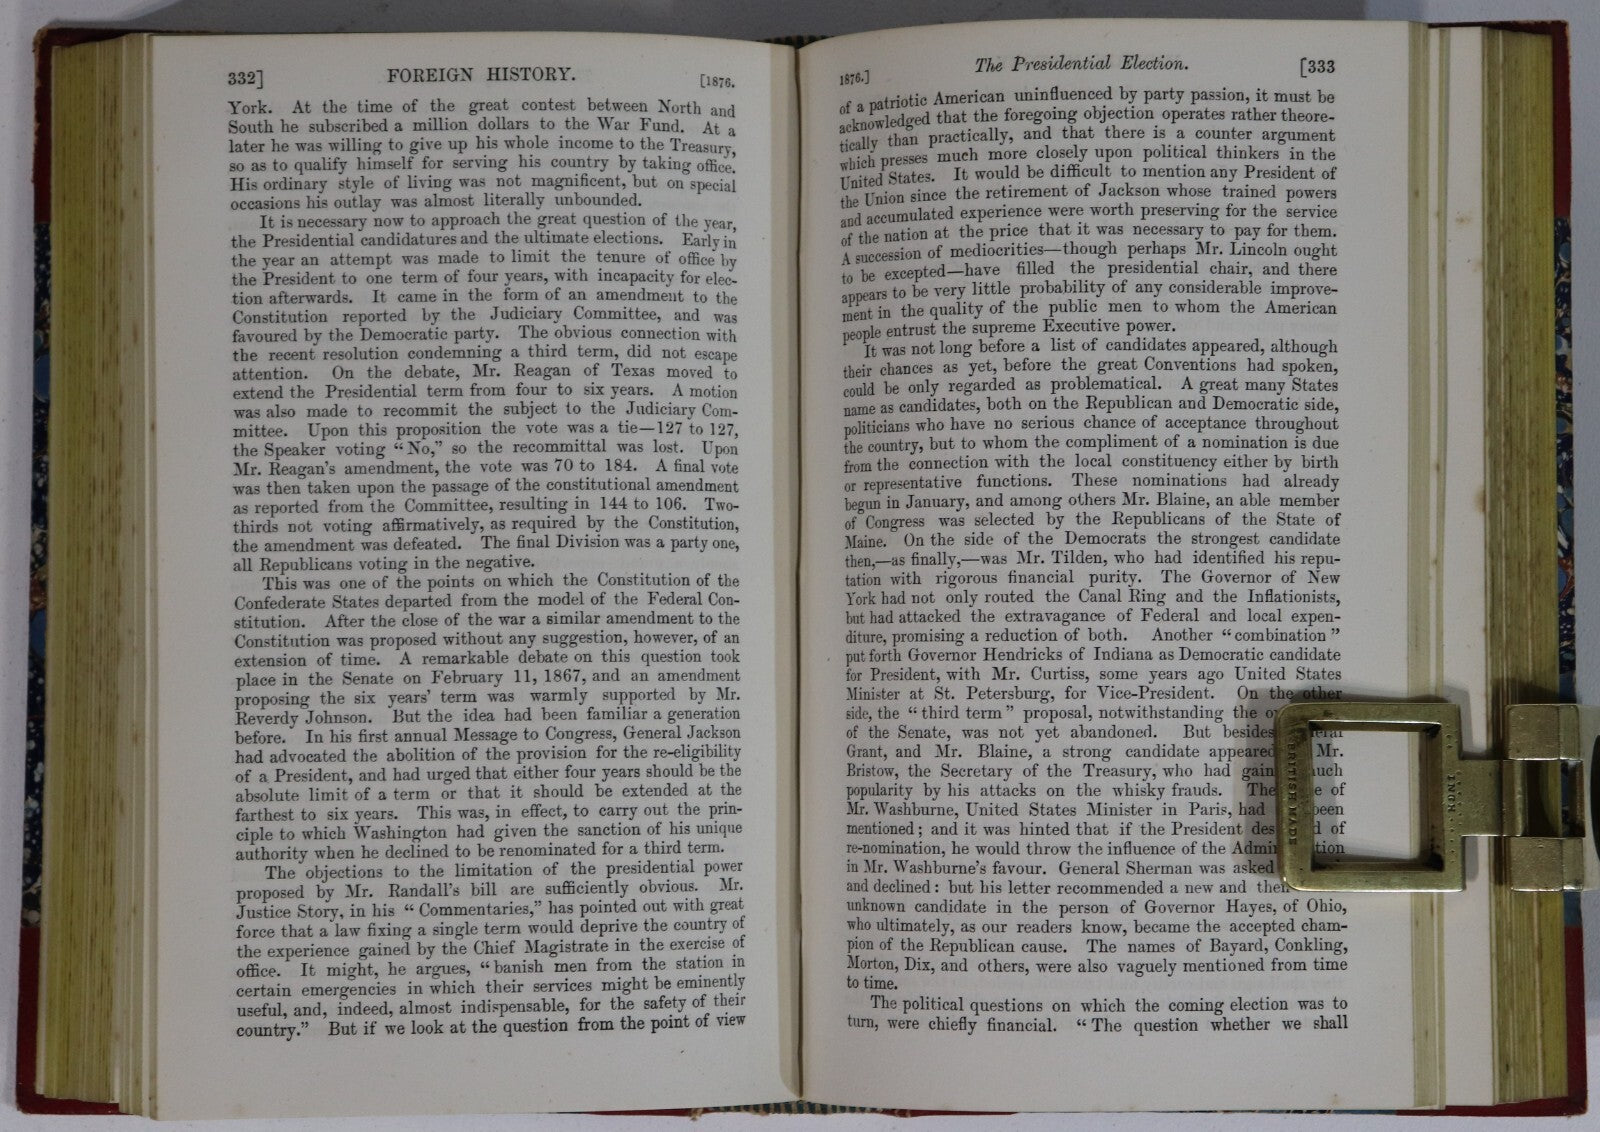 332] FOREIGN HISTORY. [1876.
York. At the time of the great contest between North and
South he subscribed a million dollars to the War Fund. At a
later he was willing to give up his whole income to the Treasury,
so as to qualify himself for serving his country by taking office.
His ordinary style of living was not magnificent, but on special
occasions his outlay was almost literally unbounded.
It is necessary now to approach the great question of the year,
the Presidential candidatures and the ultimate elections. Early in
the year an attempt was made to limit the tenure of office by
the President to one term of four years, with incapacity for elec-
tion afterwards. It came in the form of an amendment to the
Constitution reported by the Judiciary Committee, and was
favoured by the Democratic party. The obvious connection with
the recent resolution condemning a third term, did not escape
attention. On the debate, Mr. Reagan of Texas moved to
extend the Presidential term from four to six years. A motion
was also made to recommit the subject to the Judiciary Com-
mittee. Upon this proposition the vote was a tie—127 to 127,
the Speaker voting "No," so the recommittal was lost. Upon
Mr. Reagan's amendment, the vote was 70 to 184. A final vote
was then taken upon the passage of the constitutional amendment
as reported from the Committee, resulting in 144 to 106. Two-
thirds not voting affirmatively, as required by the Constitution,
the amendment was defeated. The final Division was a party one,
all Republicans voting in the negative.
This was one of the points on which the Constitution of the
Confederate States departed from the model of the Federal Con-
stitution. After the close of the war a similar amendment to the
Constitution was proposed without any suggestion, however, of an
extension of time. A remarkable debate on this question took
place in the Senate on February 11, 1867, and an amendment
proposing the six years' term was warmly supported by Mr.
Reverdy Johnson. But the idea had been familiar a generation
before. In his first annual Message to Congress, General Jackson
had advocated the abolition of the provision for the re-eligibility
of a President, and had urged that either four years should be the
absolute limit of a term or that it should be extended at the
farthest to six years. This was, in effect, to carry out the prin-
ciple to which Washington had given the sanction of his unique
authority when he declined to be renominated for a third term.
The objections to the limitation of the presidential power
proposed by Mr. Randall's bill are sufficiently obvious. Mr.
Justice Story, in his "Commentaries," has pointed out with great
force that a law fixing a single term would deprive the country of
the experience gained by the Chief Magistrate in the exercise of
office. It might, he argues, "banish men from the station in
certain emergencies in which their services might be eminently
useful, and, indeed, almost indispensable, for the safety of their
country." But if we look at the question from the point of view
1876.] The Presidential Election. [333
of a patriotic American uninfluenced by party passion, it must be
acknowledged that the foregoing objection operates rather theore-
tically than practically, and that there is a counter argument
which presses much more closely upon political thinkers in the
United States. It would be difficult to mention any President of
the Union since the retirement of Jackson whose trained powers
and accumulated experience were worth preserving for the service
of the nation at the price that it was necessary to pay for them.
A succession of mediocrities—though perhaps Mr. Lincoln ought
to be excepted—have filled the presidential chair, and there
appears to be very little probability of any considerable improve-
ment in the quality of the public men to whom the American
people entrust the supreme Executive power.
It was not long before a list of candidates appeared, although
their chances as yet, before the great Conventions had spoken,
could be only regarded as problematical. A great many States
name as candidates, both on the Republican and Democratic side,
politicians who have no serious chance of acceptance throughout
the country, but to whom the compliment of a nomination is due
from the connection with the local constituency either by birth
or representative functions. These nominations had already
begun in January, and among others Mr. Blaine, an able member
of Congress was selected by the Republicans of the State of
Maine. On the side of the Democrats the strongest candidate
then,—as finally,—was Mr. Tilden, who had identified his repu-
tation with rigorous financial purity. The Governor of New
York had not only routed the Canal Ring and the Inflationists,
but had attacked the extravagance of Federal and local expen-
diture, promising a reduction of both. Another "combination"
put forth Governor Hendricks of Indiana as Democratic candidate
for President, with Mr. Curtiss, some years ago United States
Minister at St. Petersburg, for Vice-President. On the other
side, the "third term" proposal, notwithstanding the
of the Senate, was not yet abandoned. But besides
Grant, and Mr. Blaine, a strong candidate appeared Mr.
Bristow, the Secretary of the Treasury, who had
popularity by his attacks on the whisky frauds. of
Mr. Washburne, United States Minister in Paris, had been
mentioned; and it was hinted that if the President of
re-nomination, he would throw the influence of the
in Mr. Washburne's favour. General Sherman was asked
and declined: but his letter recommended a new and
unknown candidate in the person of Governor Hayes, of Ohio,
who ultimately, as our readers know, became the accepted cham-
pion of the Republican cause. The names of Bayard, Conkling,
Morton, Dix, and others, were also vaguely mentioned from time
to time.
The political questions on which the coming election was to
turn, were chiefly financial. "The question whether we shall
BRITISH MADE